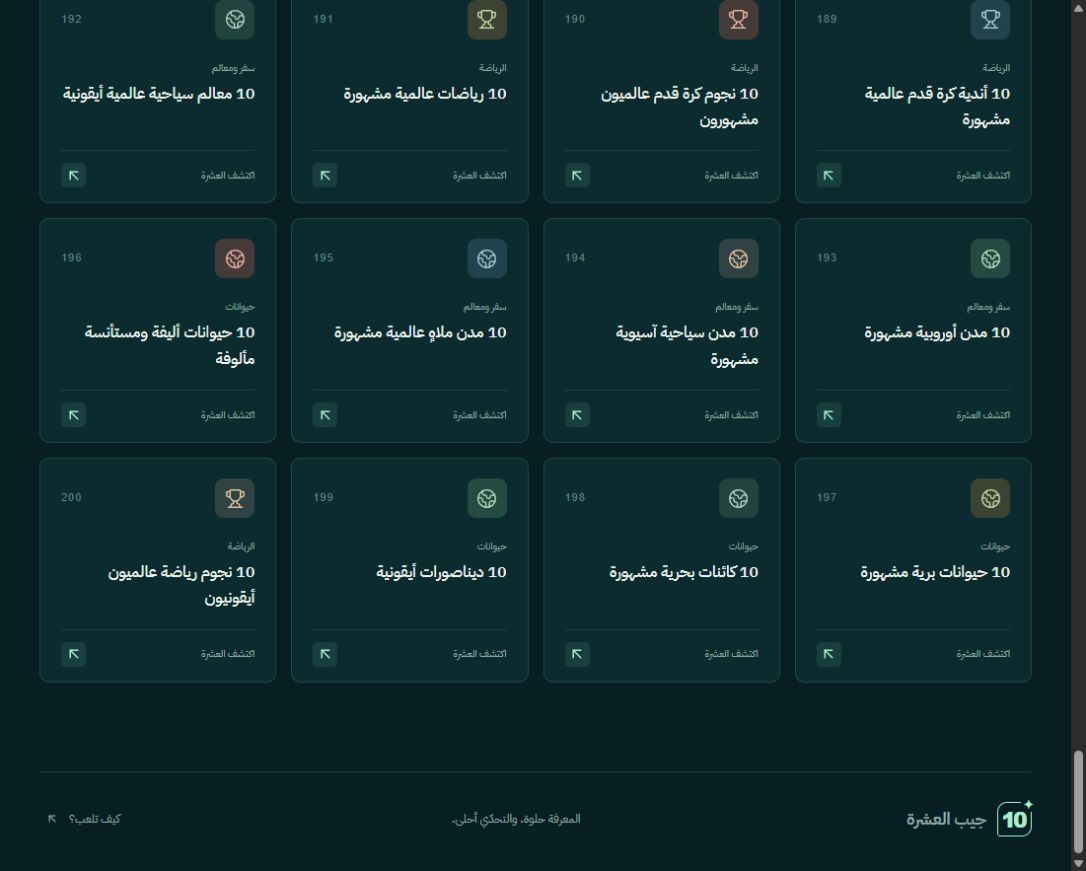 189
الرياضة
10 أندية كرة قدم عالمية
مشهورة
اكتشف العشرة
190
الرياضة
10 نجوم كرة قدم عالميون
مشهورون
اكتشف العشرة
191
الرياضة
10 رياضات عالمية مشهورة
اكتشف العشرة
192
سفر ومعالم
10 معالم سياحية عالمية أيقونية
اكتشف العشرة
193
سفر ومعالم
10 مدن أوروبية مشهورة
اكتشف العشرة
194
سفر ومعالم
10 مدن سياحية آسيوية
مشهورة
اكتشف العشرة
195
سفر ومعالم
10 مدن ملاهٍ عالمية مشهورة
اكتشف العشرة
196
حيوانات
10 حيوانات أليفة ومستأنسة
مألوفة
اكتشف العشرة
197
حيوانات
10 حيوانات برية مشهورة
اكتشف العشرة
198
حيوانات
10 كائنات بحرية مشهورة
اكتشف العشرة
199
حيوانات
10 ديناصورات أيقونية
اكتشف العشرة
200
الرياضة
10 نجوم رياضة عالميون
أيقونيون
اكتشف العشرة
10 جيب العشرة
المعرفة حلوة، والتحدّي أحلى.
كيف تلعب؟